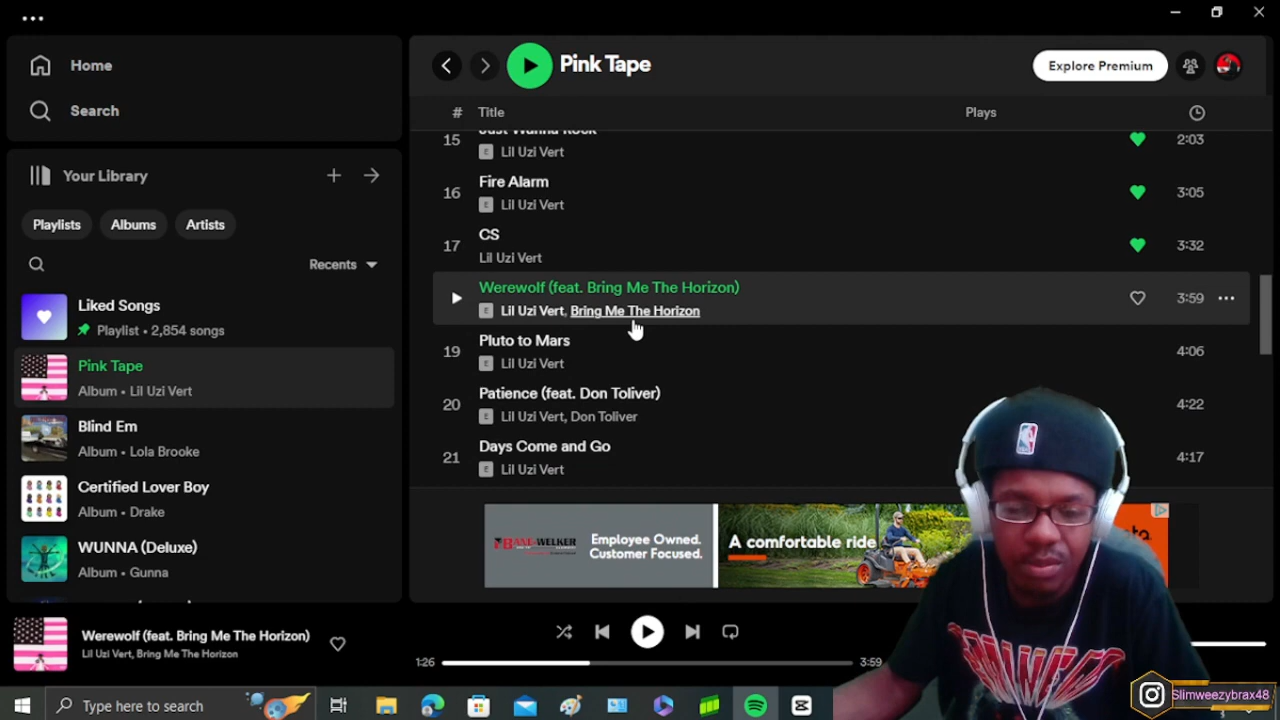 Home
Search
Your Library
Playlists
Albums
Artists
Recents
Liked Songs
Playlist • 2,854 songs
Pink Tape
Album • Lil Uzi Vert
Blind Em
Album • Lola Brooke
Certified Lover Boy
Album • Drake
WUNNA (Deluxe)
Album • Gunna
Pink Tape
Explore Premium
# Title Plays
15 Just Wanna Rock 2:03
E Lil Uzi Vert
16 Fire Alarm 3:05
E Lil Uzi Vert
17 CS 3:32
Lil Uzi Vert
Werewolf (feat. Bring Me The Horizon) 3:59
E Lil Uzi Vert, Bring Me The Horizon
19 Pluto to Mars 4:06
E Lil Uzi Vert
20 Patience (feat. Don Toliver) 4:22
E Lil Uzi Vert, Don Toliver
21 Days Come and Go 4:17
E Lil Uzi Vert
BANE-WELKER
Employee Owned.
Customer Focused.
A comfortable ride
Werewolf (feat. Bring Me The Horizon)
Lil Uzi Vert, Bring Me The Horizon
1:26
3:59
Type here to search
Slimweezybrax48